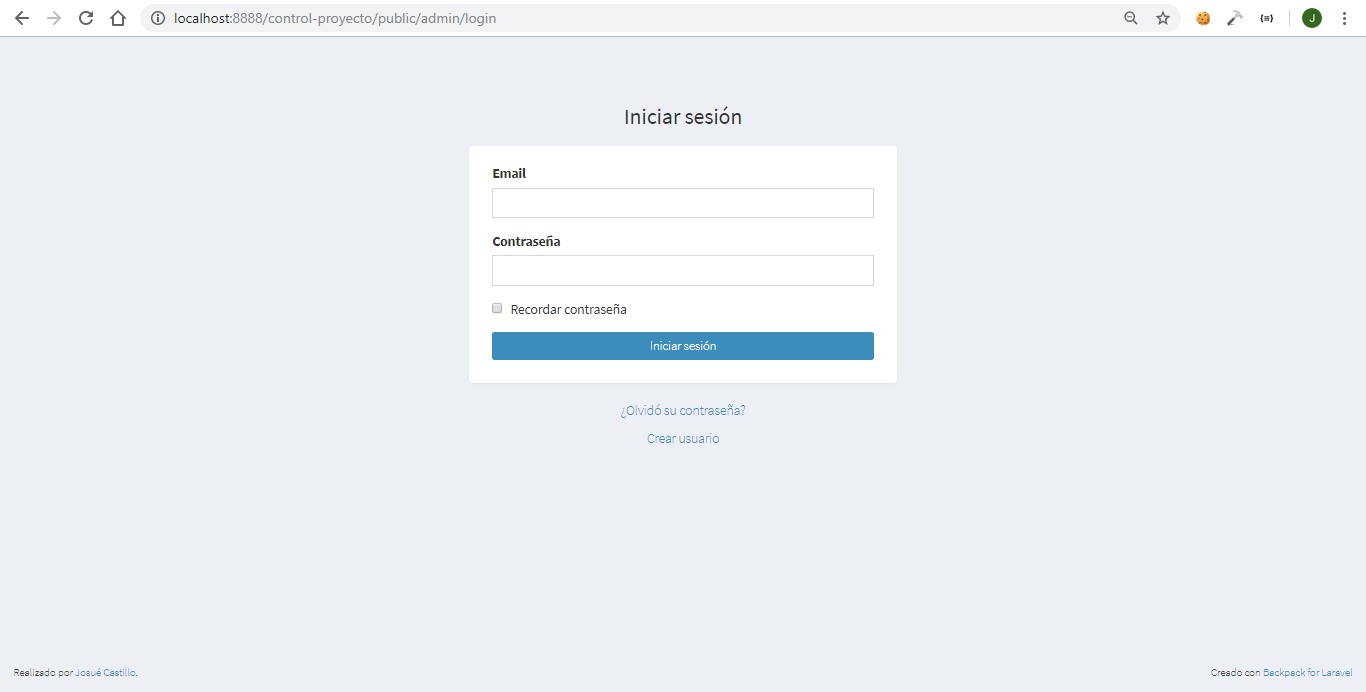 localhost:8888/control-proyecto/public/admin/login
J
Iniciar sesión
Email
Contraseña
Recordar contraseña
Iniciar sesión
¿Olvidó su contraseña?
Crear usuario
Realizado por Josué Castillo.
Creado con Backpack for Laravel